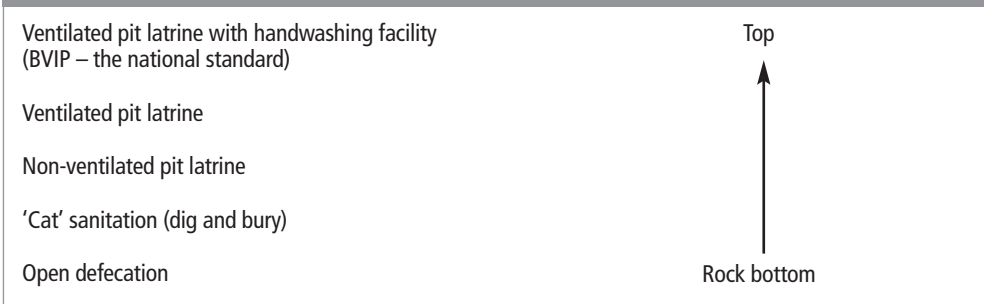 Ventilated pit latrine with handwashing facility
(BVIP – the national standard)
Top
Ventilated pit latrine
Non-ventilated pit latrine
‘Cat’ sanitation (dig and bury)
Open defecation
Rock bottom